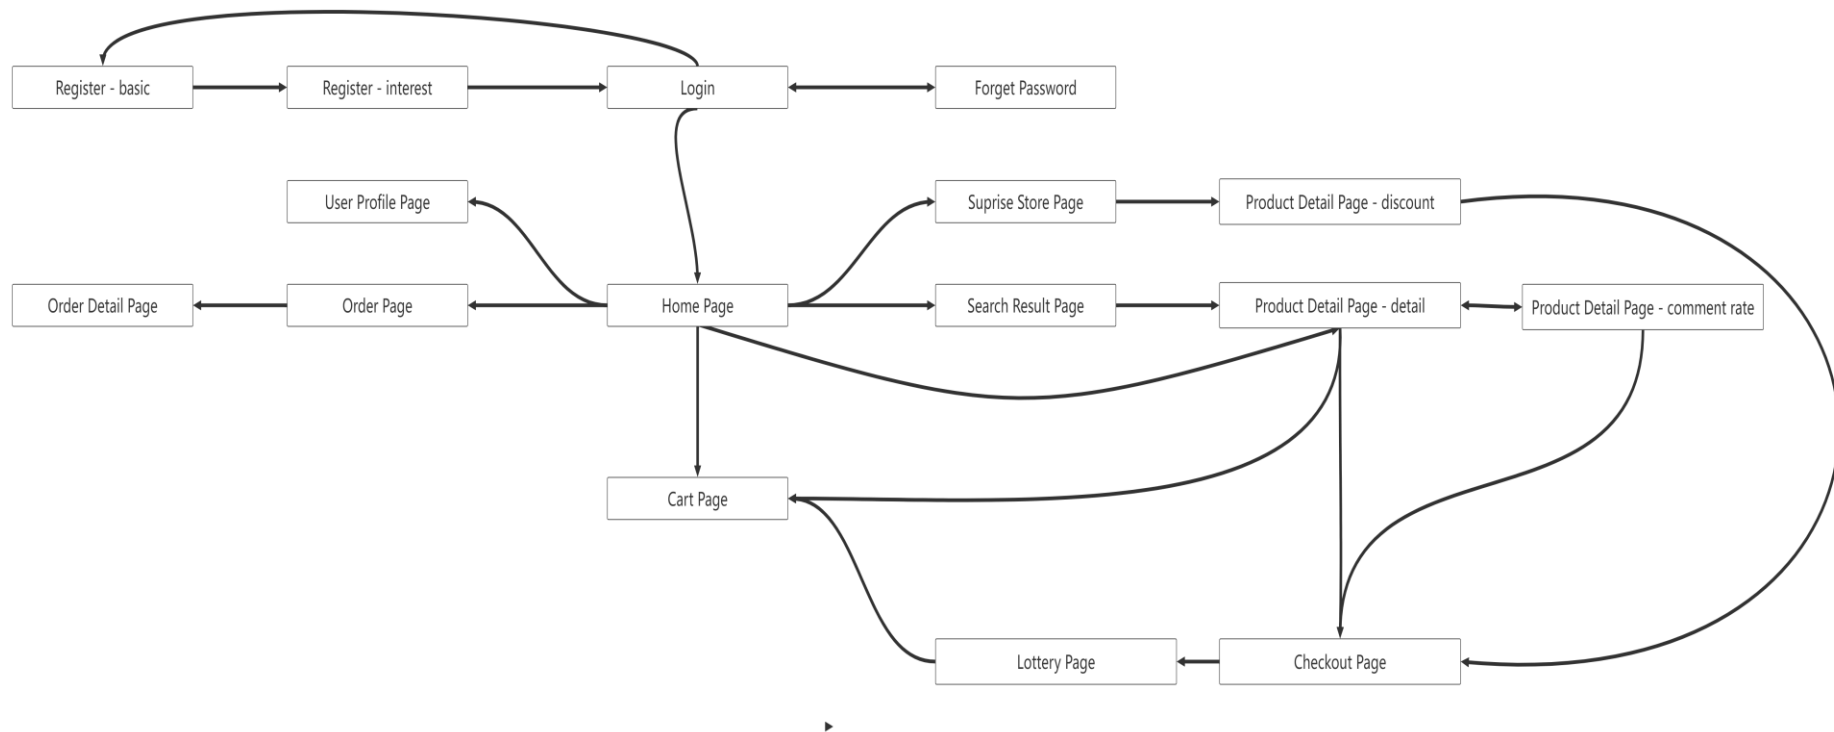 Register - basic
Register - interest
Login
Forget Password
User Profile Page
Suprise Store Page
Product Detail Page - discount
Order Detail Page
Order Page
Home Page
Search Result Page
Product Detail Page - detail
Product Detail Page - comment rate
Cart Page
Lottery Page
Checkout Page